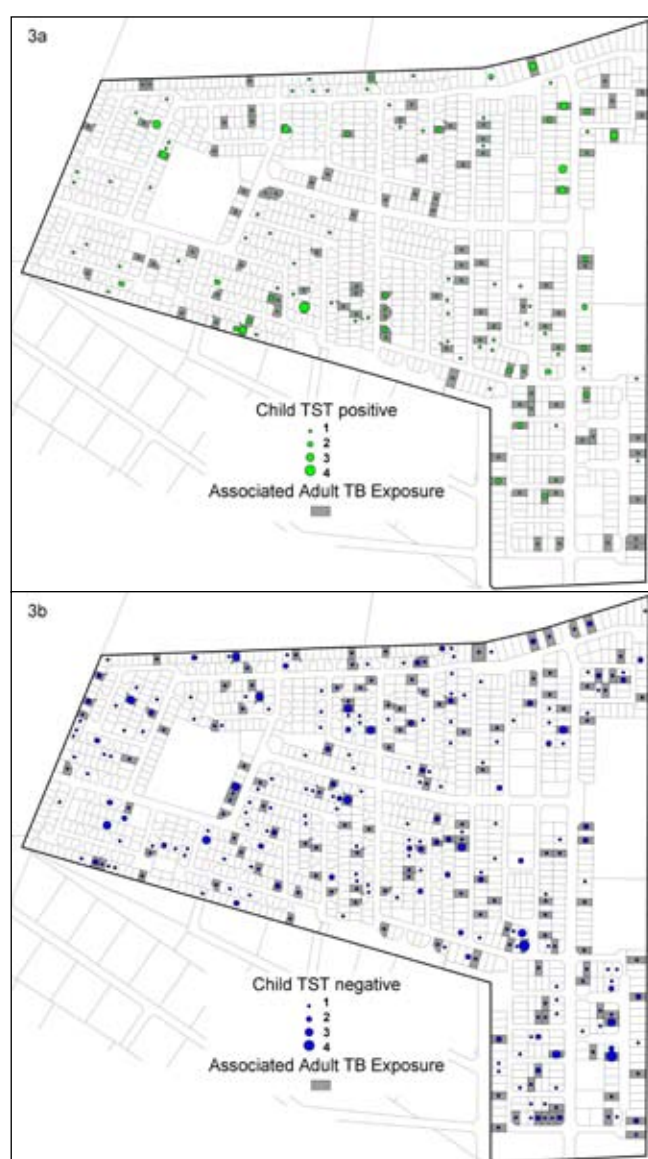 3a
Child TST positive
1
2
3
4
Associated Adult TB Exposure
3b
Child TST negative
1
2
3
4
Associated Adult TB Exposure